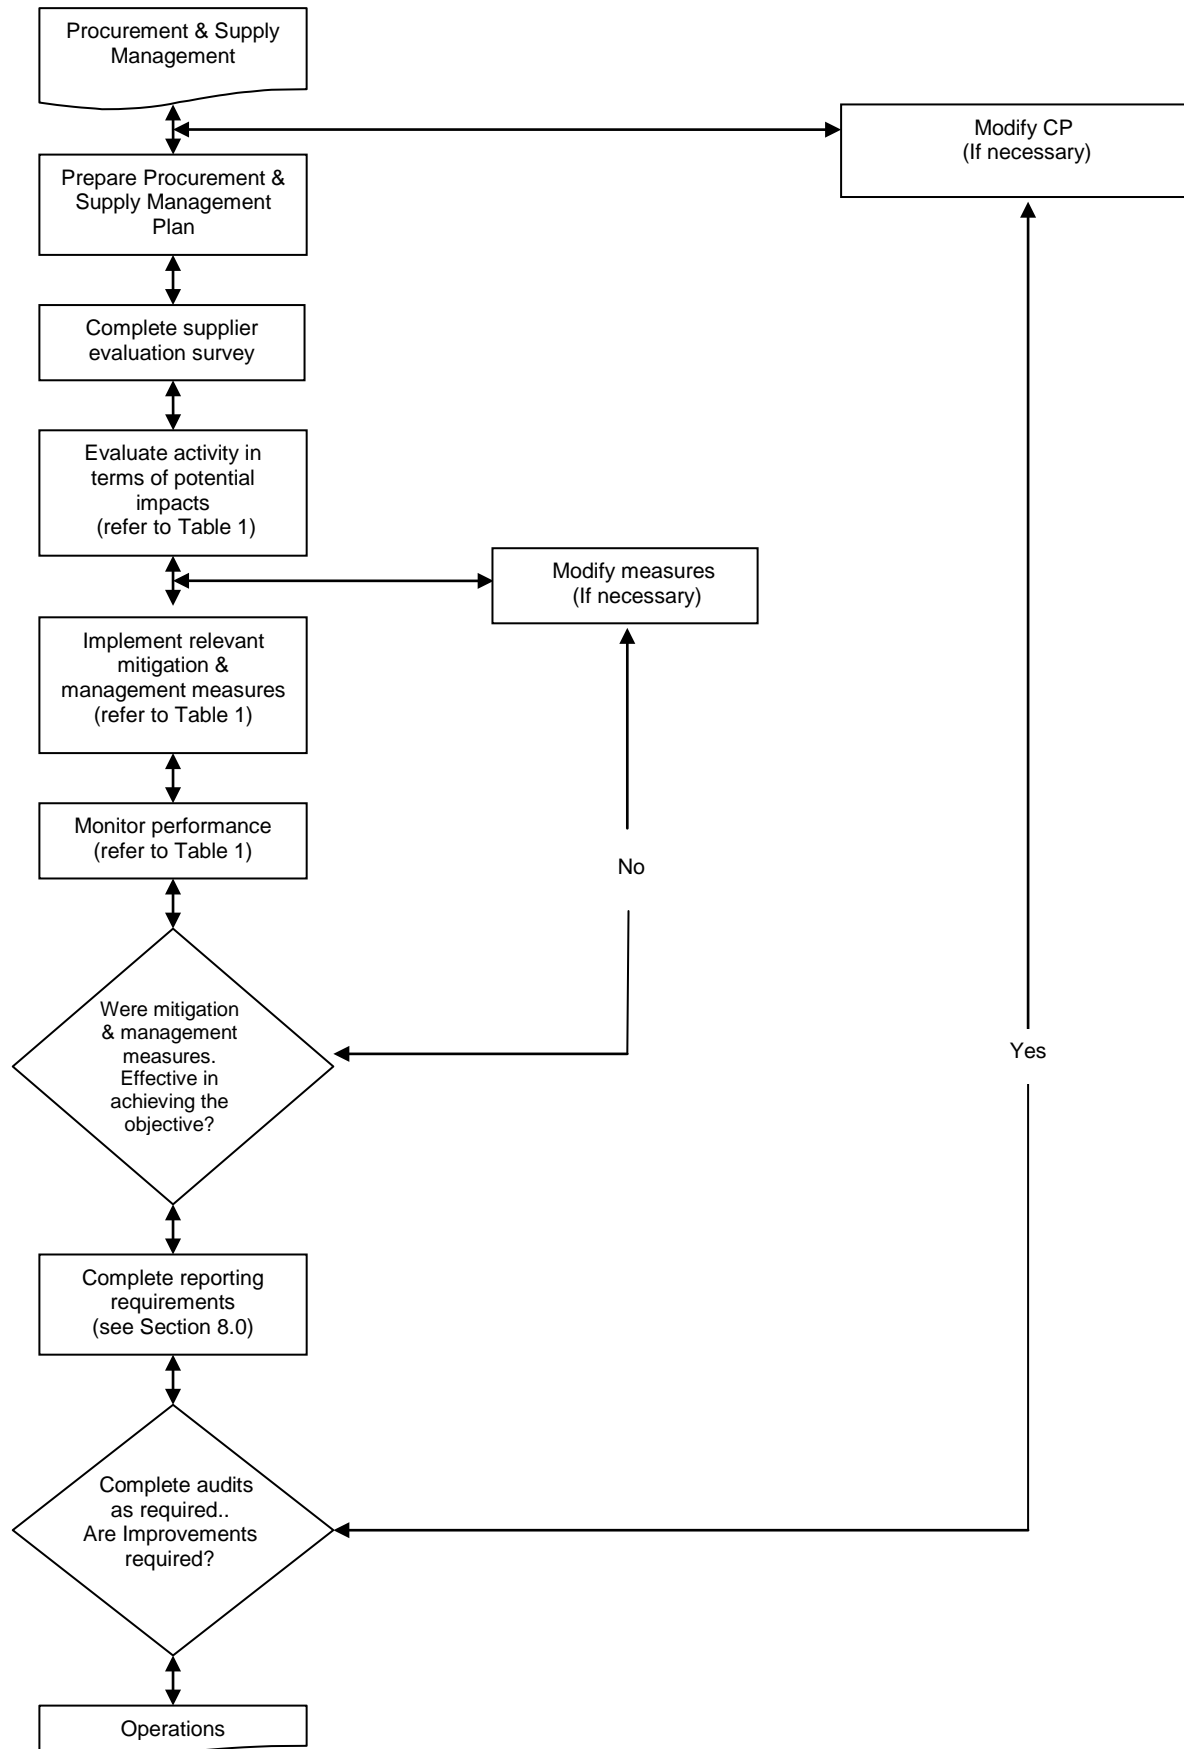 Procurement & Supply
Management
Modify CP
(If necessary)
Prepare Procurement &
Supply Management
Plan
Complete supplier
evaluation survey
Evaluate activity in
terms of potential
impacts
(refer to Table 1)
Modify measures
(If necessary)
Implement relevant
mitigation &
management measures
(refer to Table 1)
Monitor performance
(refer to Table 1)
No
Were mitigation
& management
measures.
Effective in
achieving the
objective?
Yes
Complete reporting
requirements
(see Section 8.0)
Complete audits
as required..
Are Improvements
required?
Operations